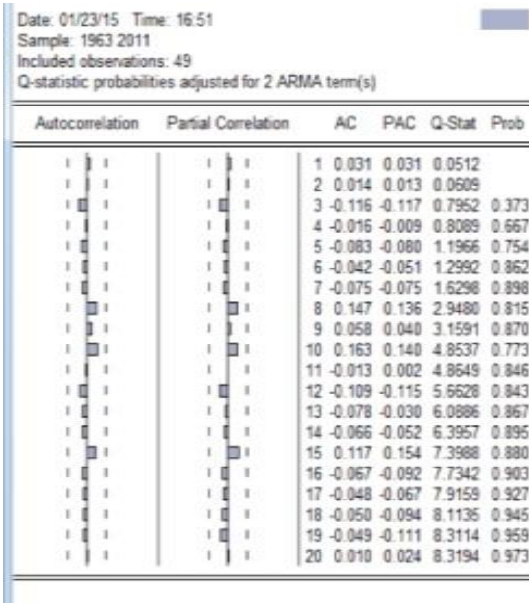 Date: 01/23/15 Time: 16:51
Sample: 1963 2011
Included observations: 49
Q-statistic probabilities adjusted for 2 ARMA term(s)
Autocorrelation Partial Correlation AC PAC Q-Stat Prob
1 0.031 0.031 0.0512
2 0.014 0.013 0.0609
3 -0.116 -0.117 0.7952 0.373
4 -0.016 -0.009 0.8089 0.667
5 -0.083 -0.080 1.1966 0.754
6 -0.042 -0.051 1.2992 0.862
7 -0.075 -0.075 1.6298 0.898
8 0.147 0.136 2.9480 0.815
9 0.058 0.040 3.1591 0.870
10 0.163 0.140 4.8537 0.773
11 -0.013 0.002 4.8649 0.846
12 -0.109 -0.115 5.6628 0.843
13 -0.078 -0.030 6.0886 0.867
14 -0.066 -0.052 6.3957 0.895
15 0.117 0.154 7.3988 0.880
16 -0.067 -0.092 7.7342 0.903
17 -0.048 -0.067 7.9159 0.927
18 -0.050 -0.094 8.1135 0.945
19 -0.049 -0.111 8.3114 0.959
20 0.010 0.024 8.3194 0.973